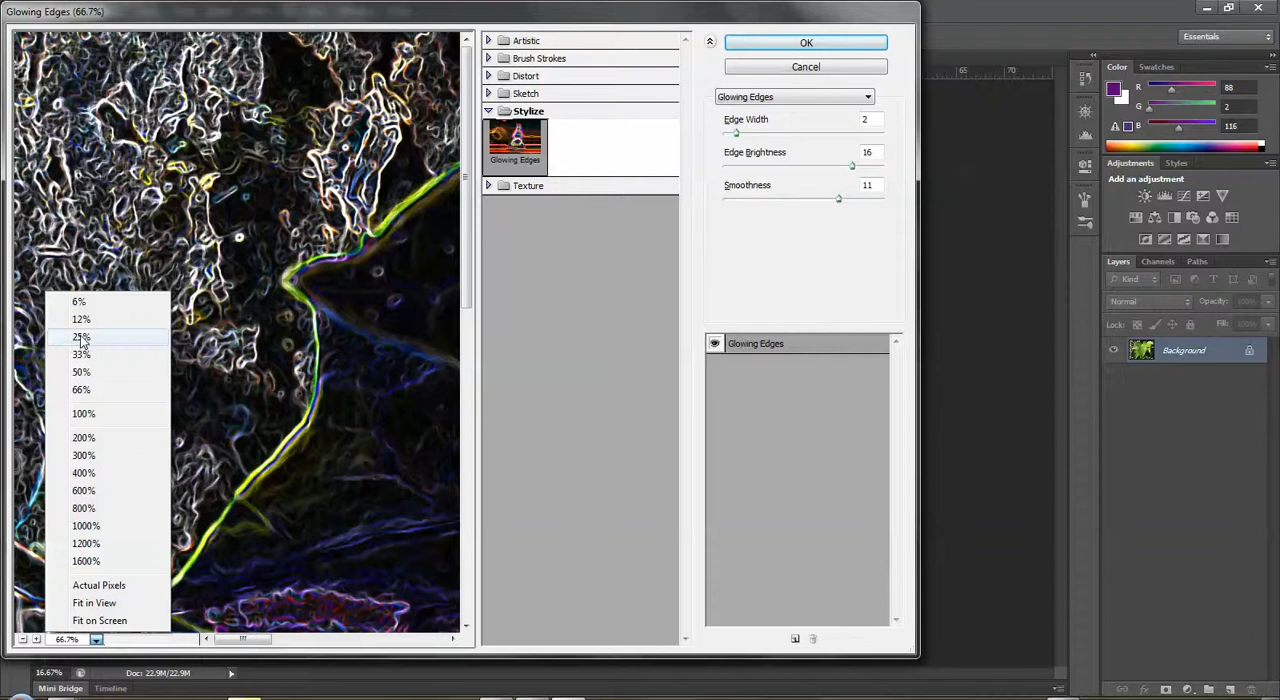 Glowing Edges (66.7%)
Essentials
Artistic
Brush Strokes
Distort
Sketch
Stylize
Glowing Edges
Texture
OK
Cancel
Glowing Edges
Edge Width 2
Edge Brightness 16
Smoothness 11
Glowing Edges
65 70
Color Swatches
R 88
G 2
B 116
Adjustments Styles
Add an adjustment
Layers Channels Paths
Kind
Normal Opacity: 100%
Lock: Fill: 100%
Background
6%
12%
25%
33%
50%
66%
100%
200%
300%
400%
600%
800%
1000%
1200%
1600%
Actual Pixels
Fit in View
Fit on Screen
66.7%
16.67% Doc: 22.9M/22.9M
Mini Bridge Timeline